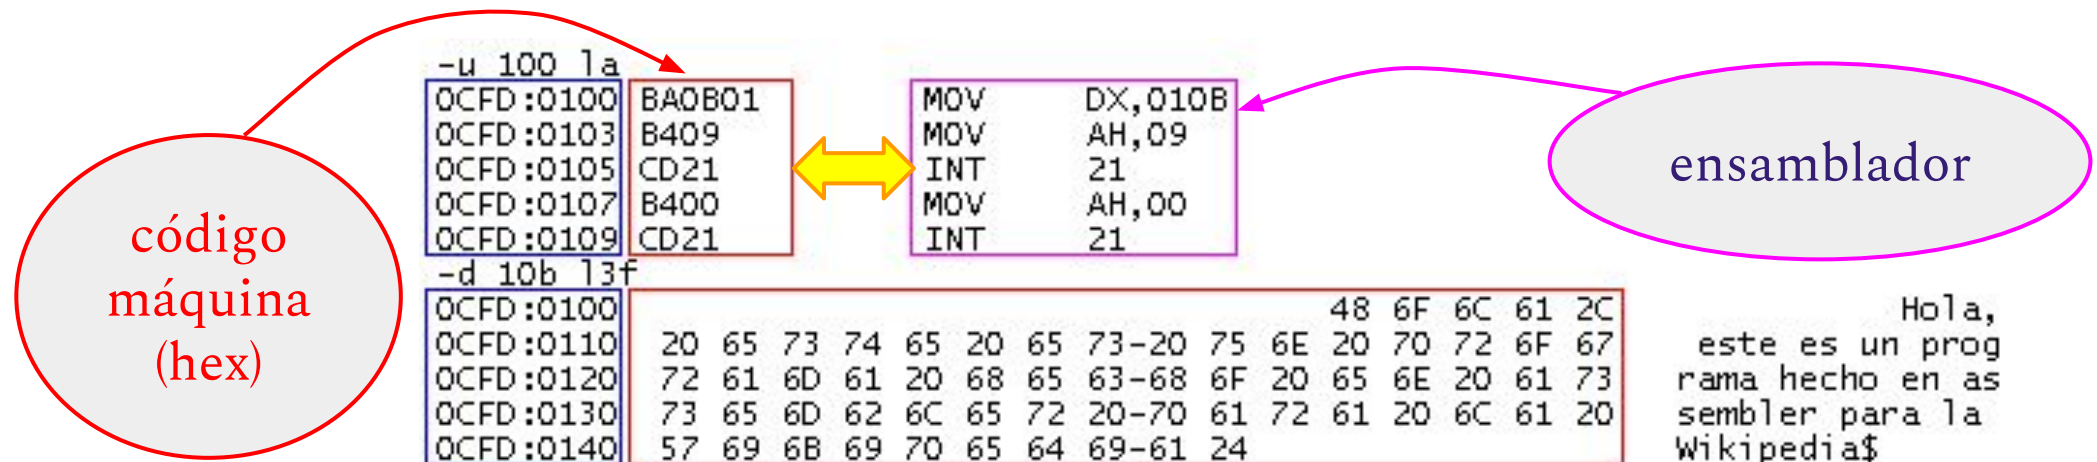 -u 100 la
0CFD:0100 BA0B01 MOV DX,010B
0CFD:0103 B409 MOV AH,09
0CFD:0105 CD21 INT 21
0CFD:0107 B400 MOV AH,00
0CFD:0109 CD21 INT 21
-d 10b l3f
0CFD:0100 48 6F 6C 61 2C Hola,
0CFD:0110 20 65 73 74 65 20 65 73-20 75 6E 20 70 72 6F 67 este es un prog
0CFD:0120 72 61 6D 61 20 68 65 63-68 6F 20 65 6E 20 61 73 rama hecho en as
0CFD:0130 73 65 6D 62 6C 65 72 20-70 61 72 61 20 6C 61 20 sembler para la
0CFD:0140 57 69 6B 69 70 65 64 69-61 24 Wikipedia$
código
máquina
(hex)
ensamblador